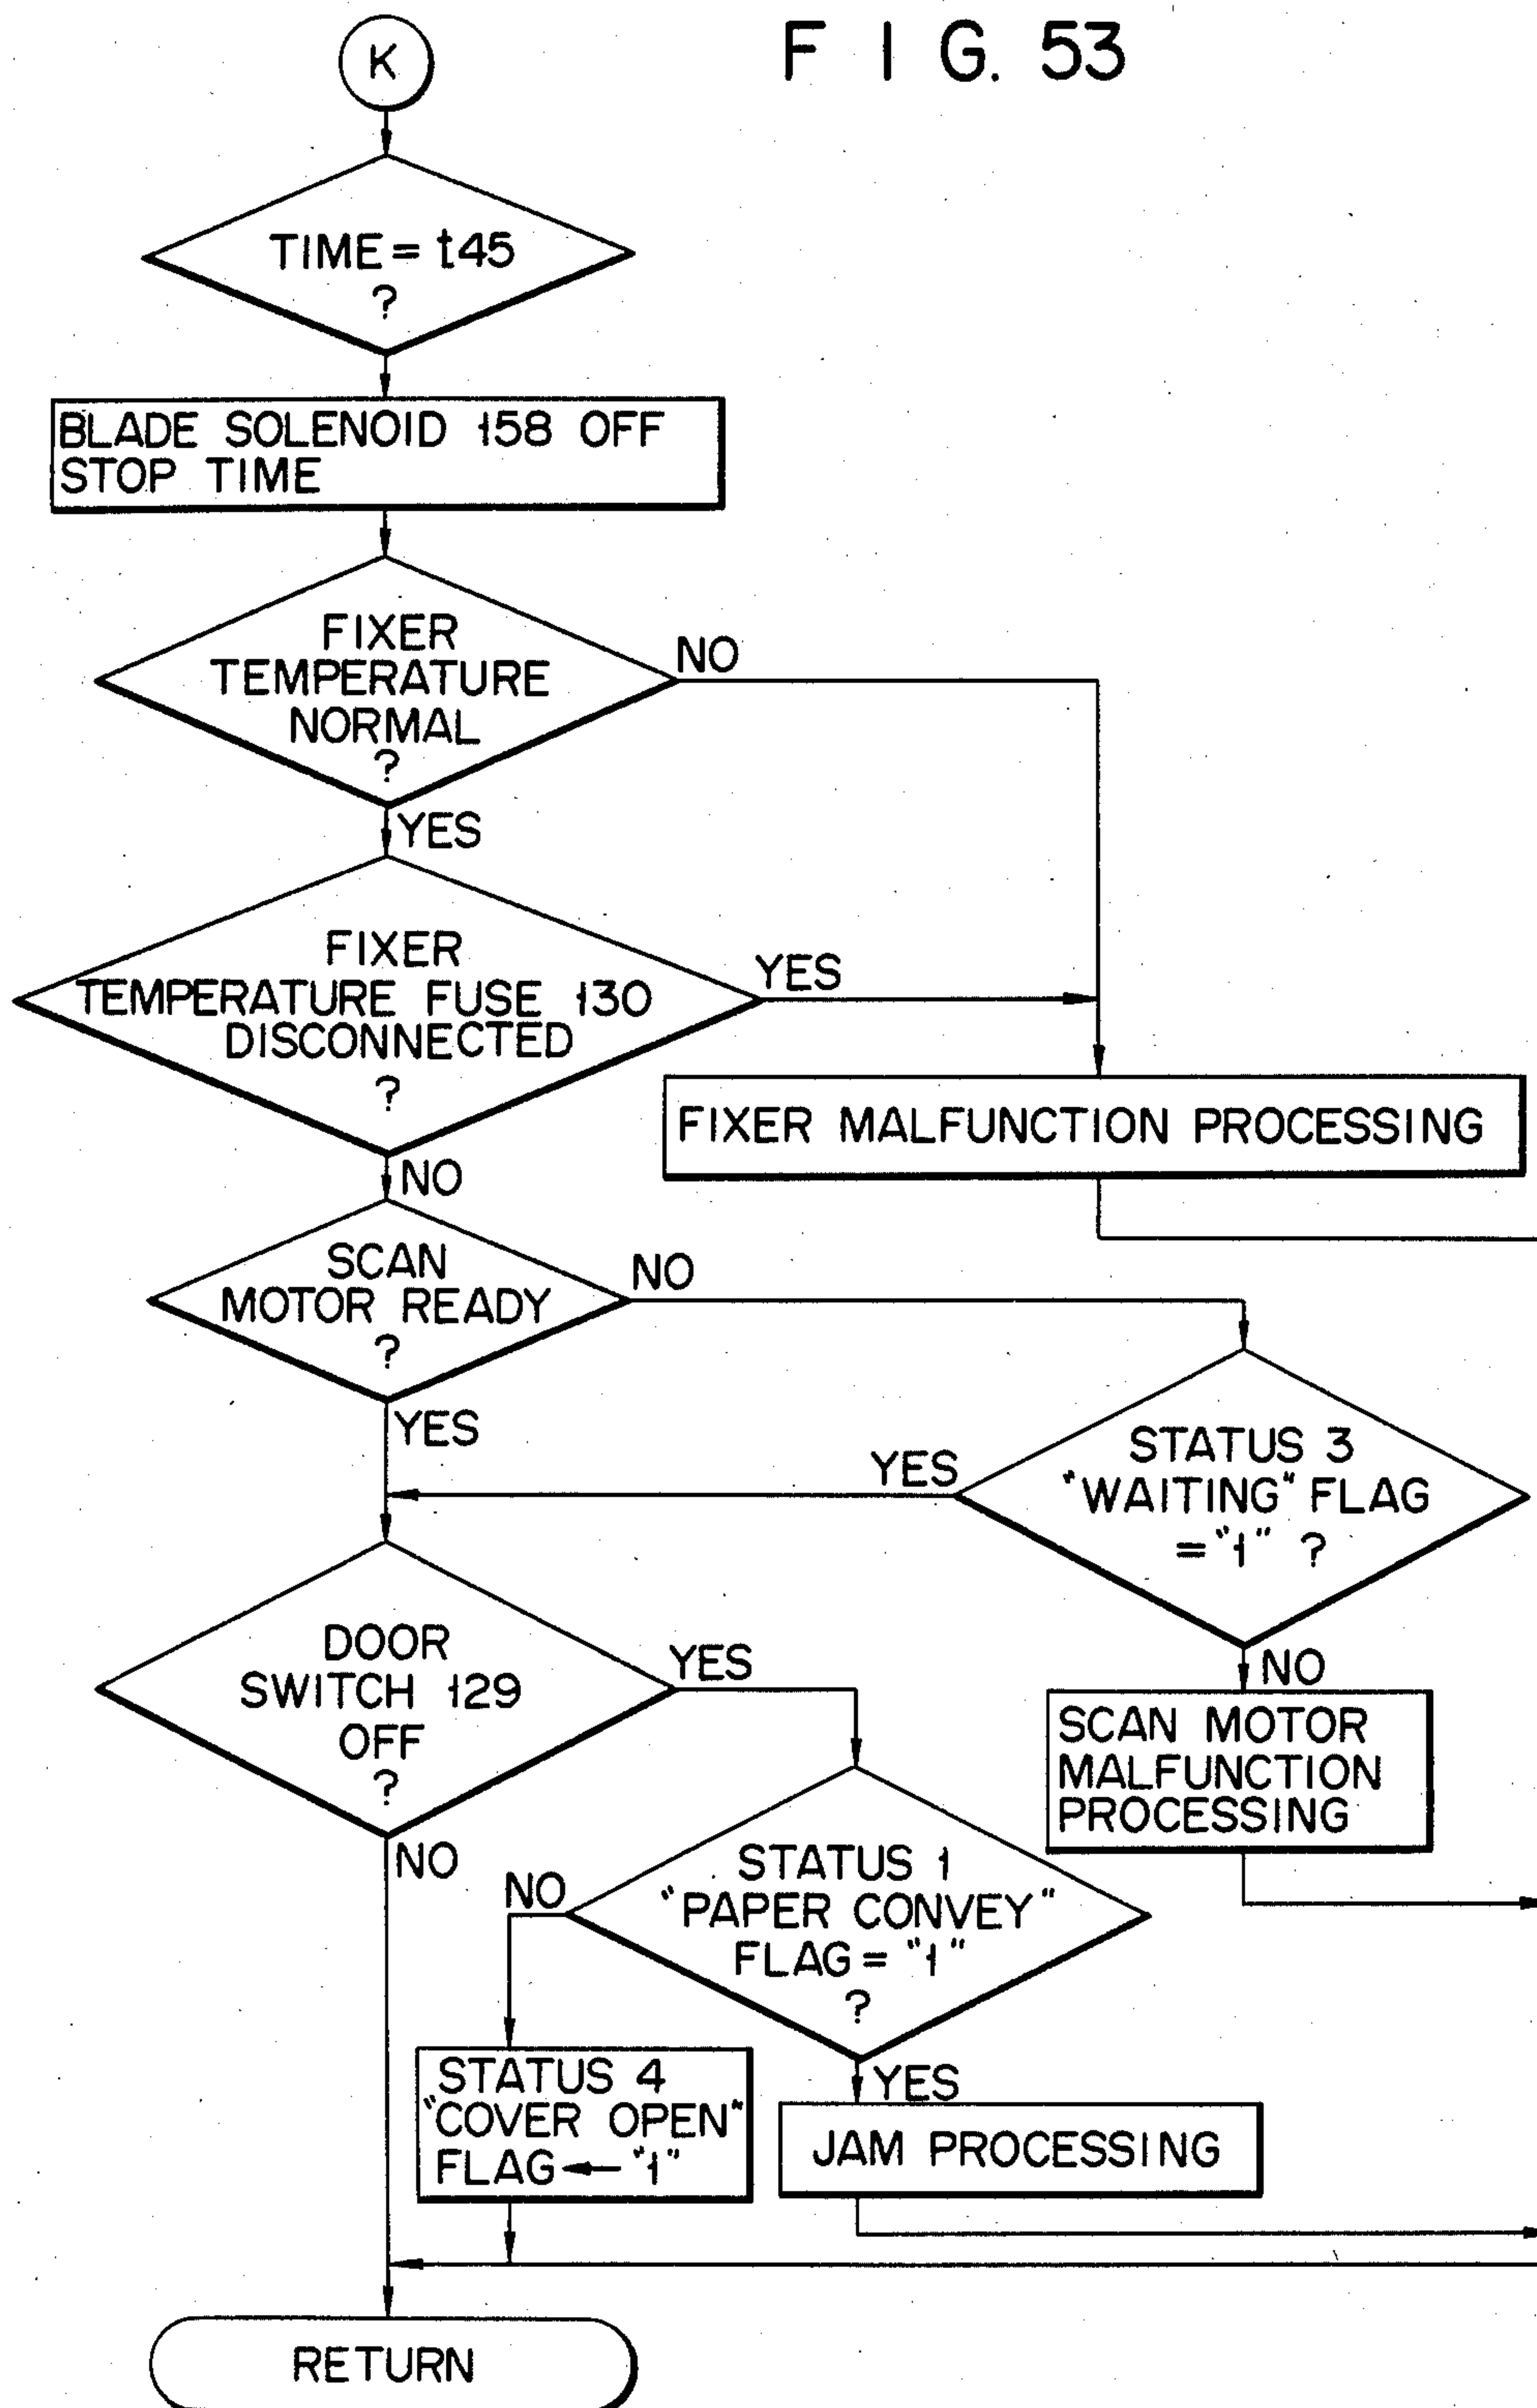 F I G. 53
K
TIME = t45
?
BLADE SOLENOID 158 OFF
STOP TIME
FIXER
TEMPERATURE
NORMAL
?
NO
YES
FIXER
TEMPERATURE FUSE 130
DISCONNECTED
?
YES
FIXER MALFUNCTION PROCESSING
NO
SCAN
MOTOR READY
?
NO
YES
STATUS 3
"WAITING" FLAG
= "1" ?
YES
NO
DOOR
SWITCH 129
OFF
?
YES
SCAN MOTOR
MALFUNCTION
PROCESSING
NO
STATUS 1
"PAPER CONVEY"
FLAG = "1"
?
NO
YES
STATUS 4
"COVER OPEN"
FLAG ← "1"
JAM PROCESSING
RETURN